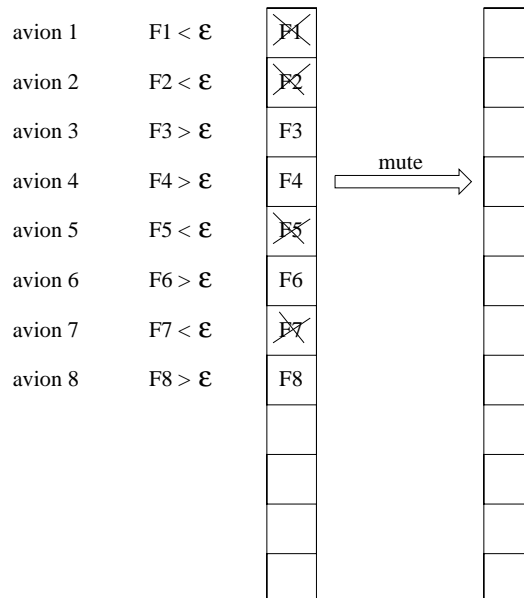 avion 1 F1 < ε F1
avion 2 F2 < ε F2
avion 3 F3 > ε F3
mute
avion 4 F4 > ε F4
avion 5 F5 < ε F5
avion 6 F6 > ε F6
avion 7 F7 < ε F7
avion 8 F8 > ε F8